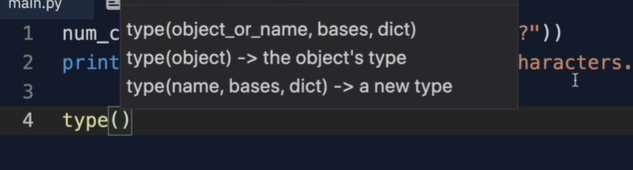 main.py
type(object_or_name, bases, dict)
1 num_c ?"))
type(object) -> the object's type
2 print haracters.
type(name, bases, dict) -> a new type
3
4 type()